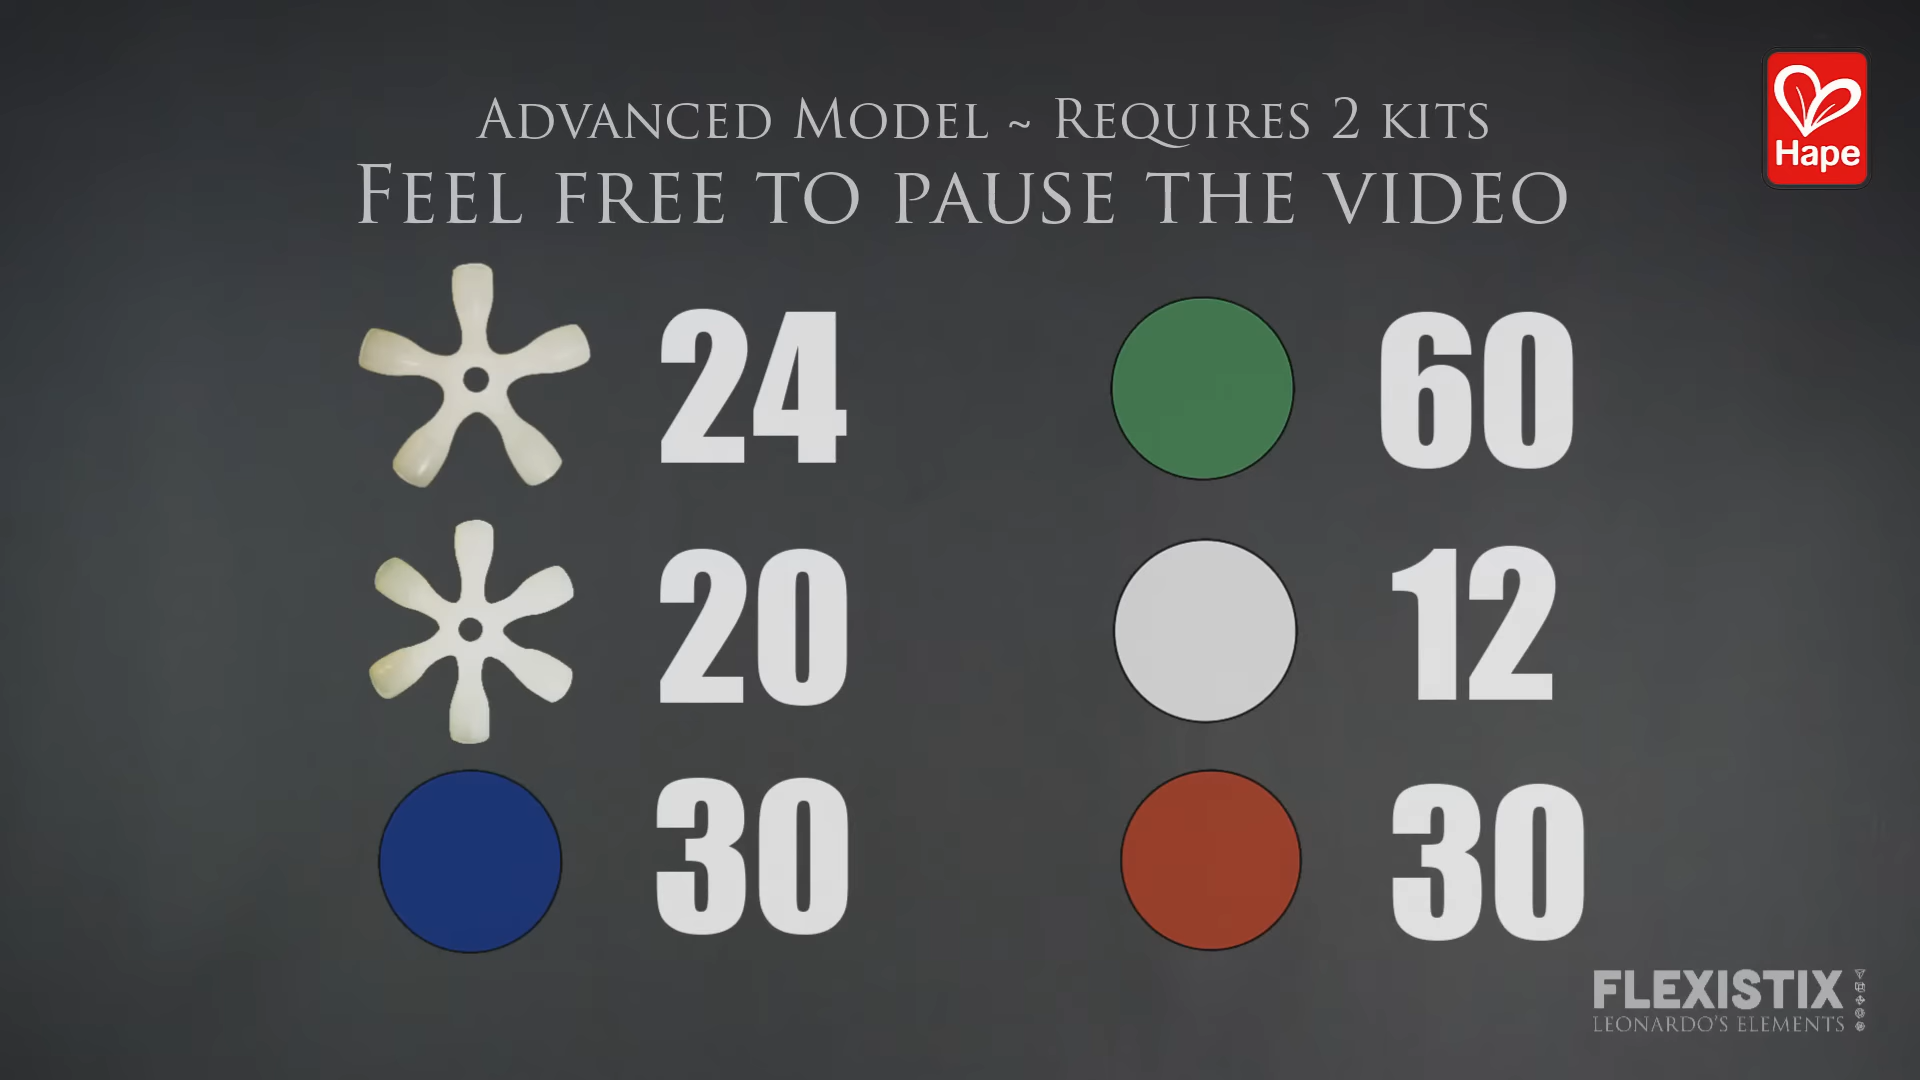 Advanced Model ~ Requires 2 kits
Feel free to pause the video
Hape
24
60
20
12
30
30
FLEXISTIX
LEONARDO'S ELEMENTS